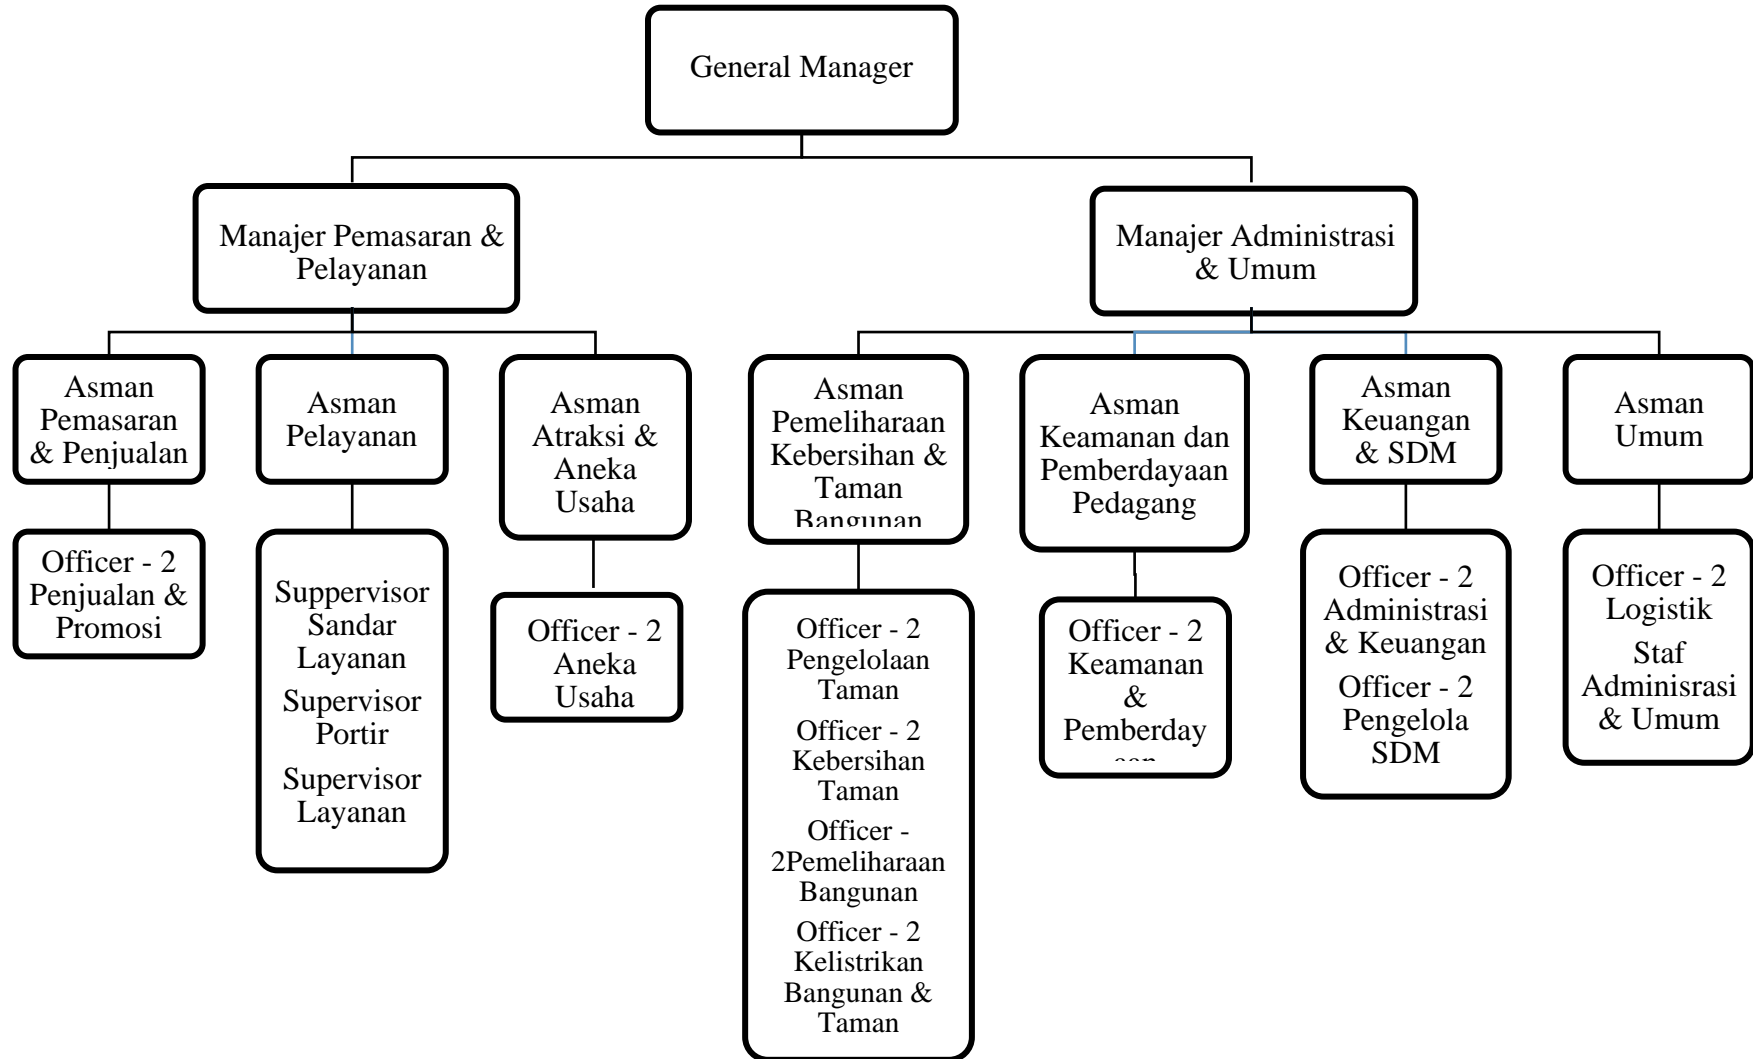 General Manager
Manajer Pemasaran &
Pelayanan
Manajer Administrasi
& Umum
Asman
Pemasaran
& Penjualan
Asman
Pelayanan
Asman
Atraksi &
Aneka
Usaha
Asman
Pemeliharaan
Kebersihan &
Taman
Bangunan
Asman
Keamanan dan
Pemberdayaan
Pedagang
Asman
Keuangan
& SDM
Asman
Umum
Officer - 2
Penjualan &
Promosi
Suppervisor
Sandar
Layanan
Supervisor
Portir
Supervisor
Layanan
Officer - 2
Aneka
Usaha
Officer - 2
Pengelolaan
Taman
Officer - 2
Kebersihan
Taman
Officer -
2Pemeliharaan
Bangunan
Officer - 2
Kelistrikan
Bangunan &
Taman
Officer - 2
Keamanan
&
Pemberday
Officer - 2
Administrasi
& Keuangan
Officer - 2
Pengelola
SDM
Officer - 2
Logistik
Staf
Adminisrasi
& Umum